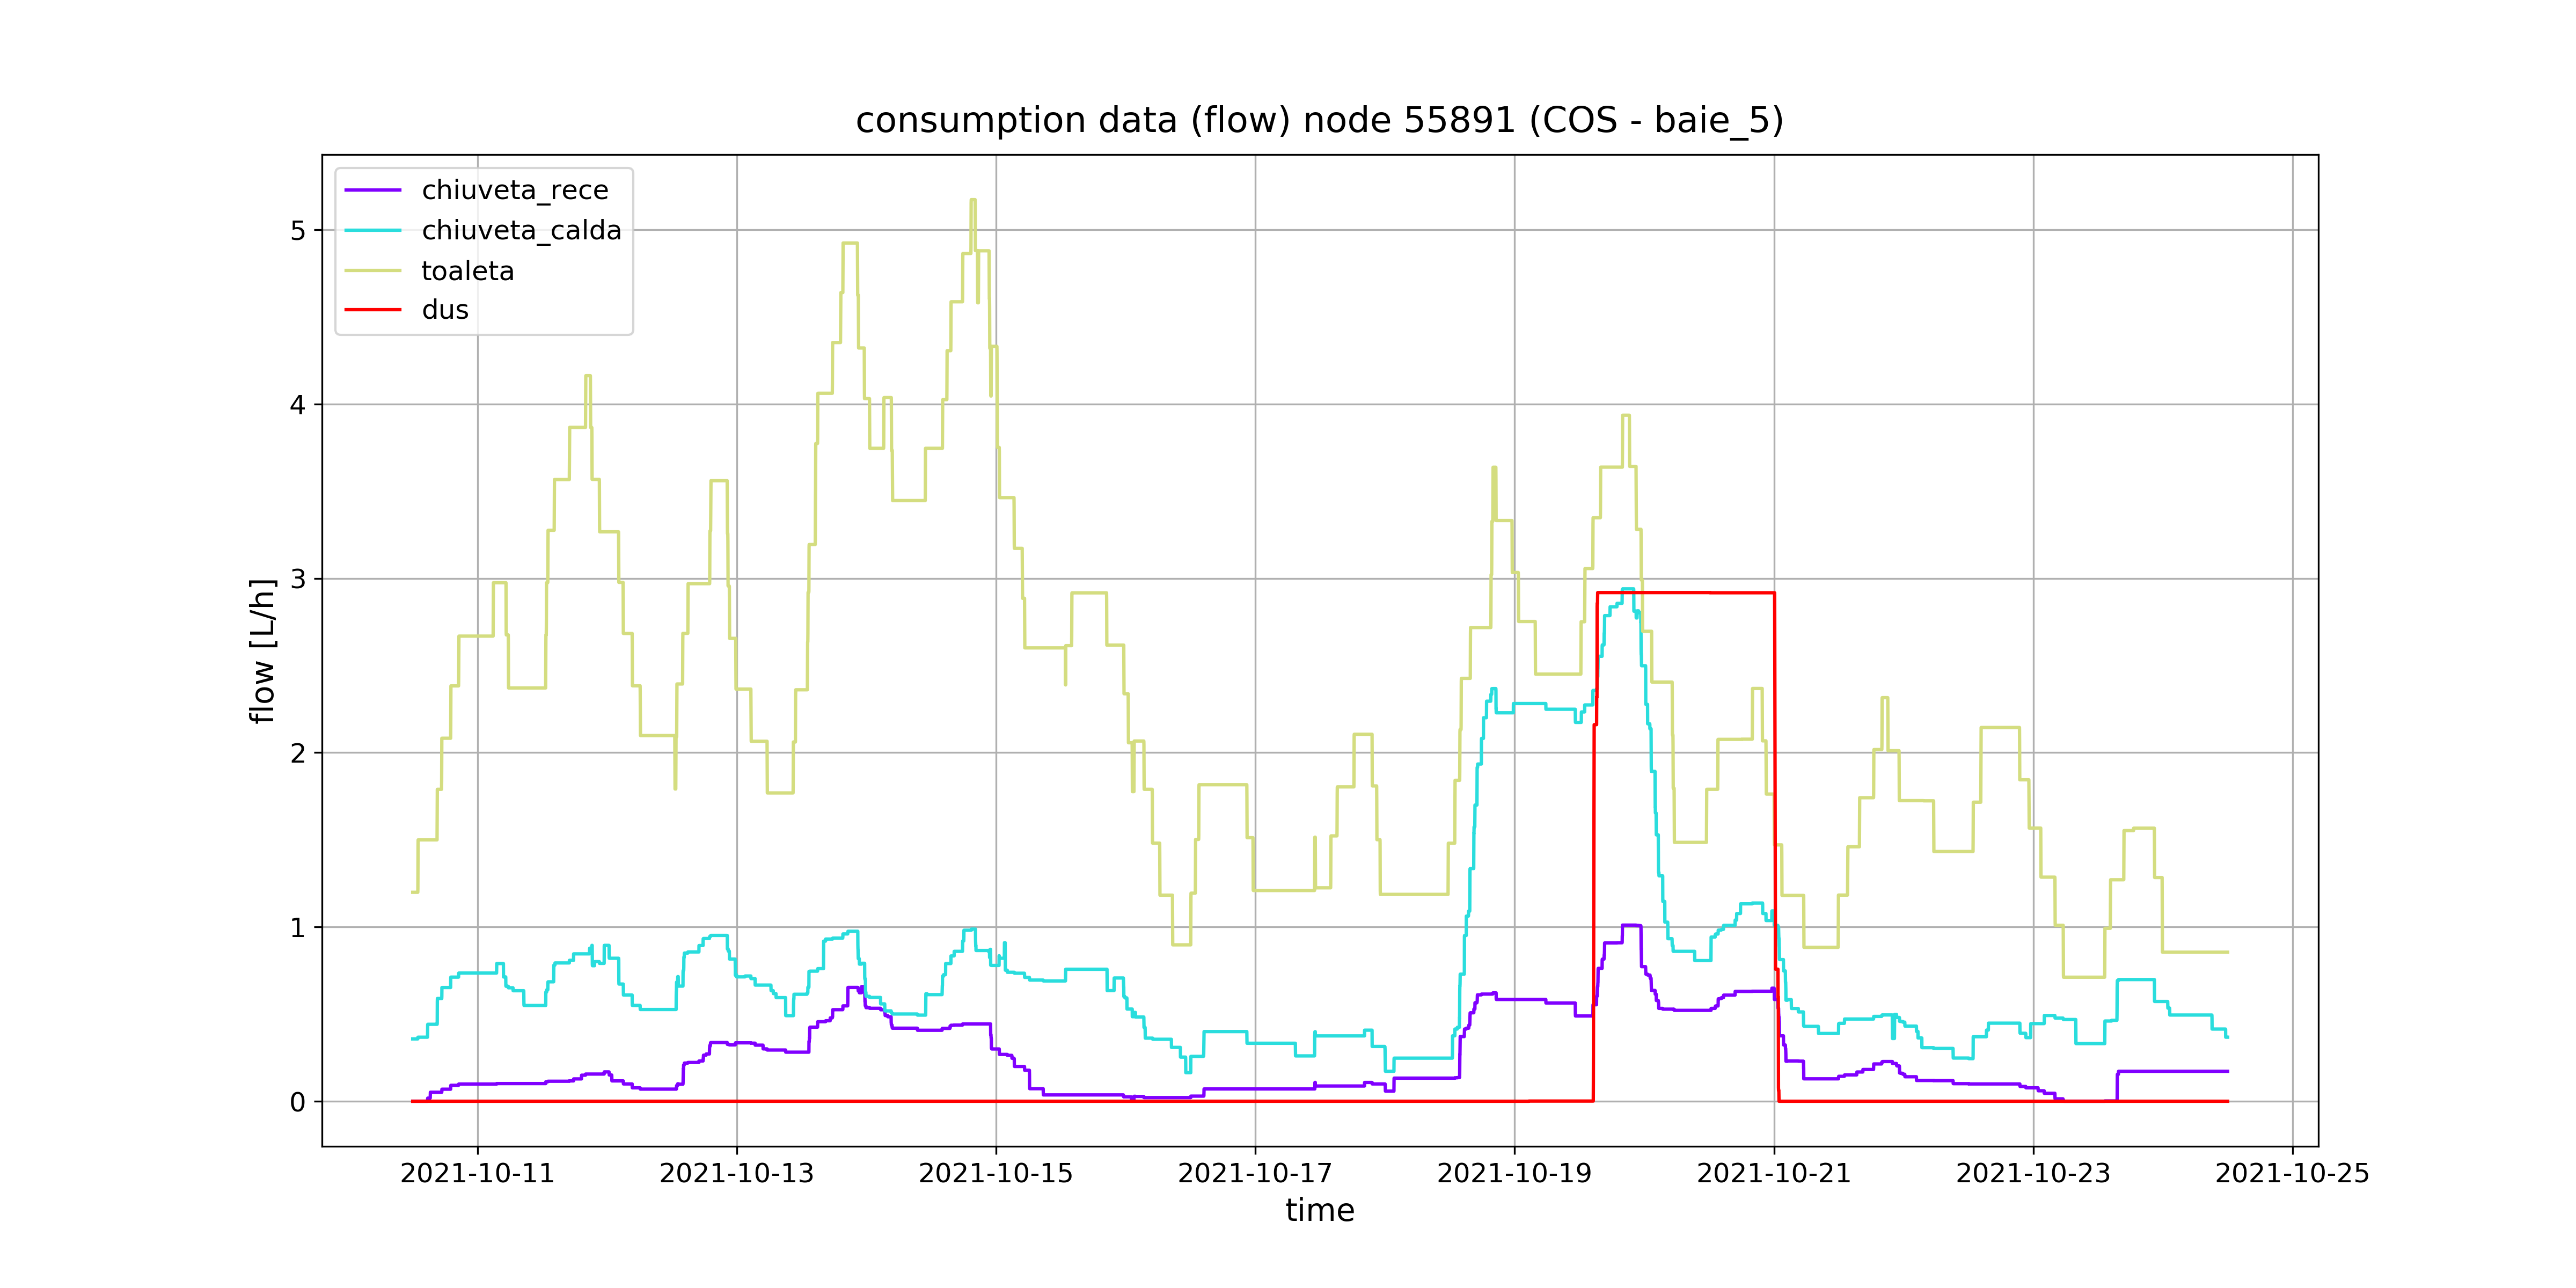 consumption data (flow) node 55891 (COS - baie_5)
chiuveta_rece
chiuveta_calda
toaleta
dus
flow [L/h]
5
4
3
2
1
0
2021-10-11 2021-10-13 2021-10-15 2021-10-17 2021-10-19 2021-10-21 2021-10-23 2021-10-25
time